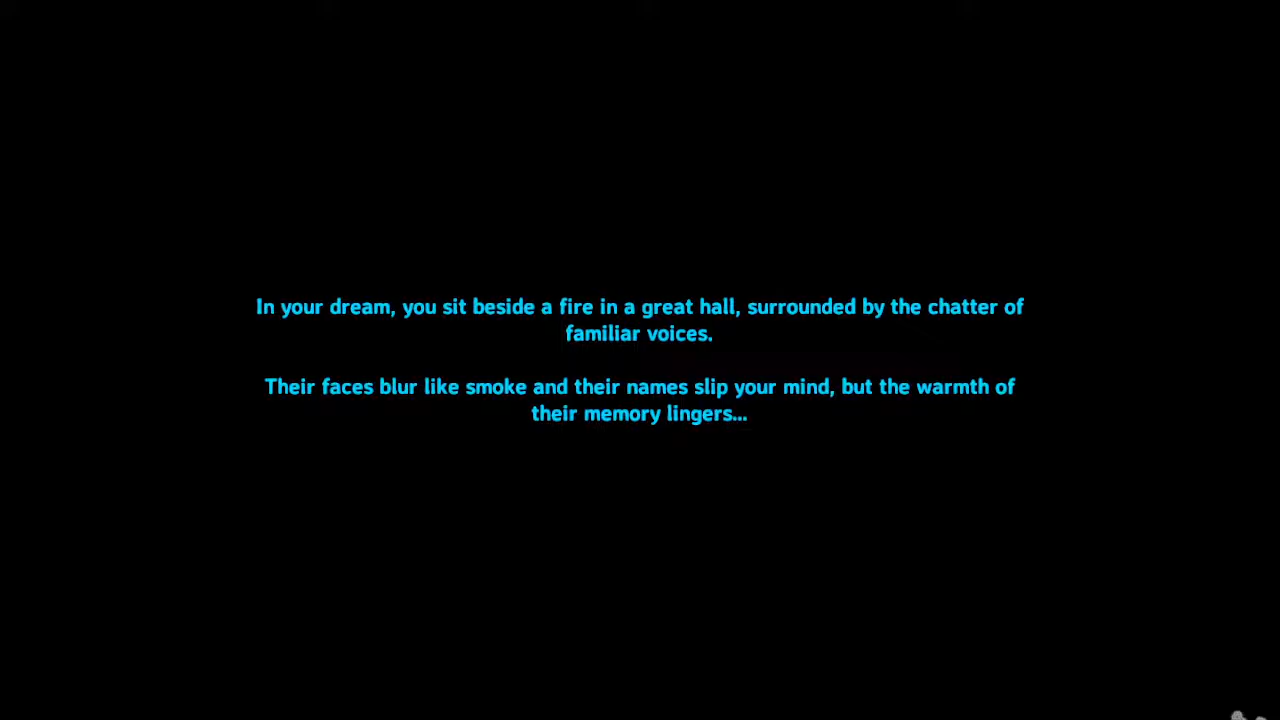 In your dream, you sit beside a fire in a great hall, surrounded by the chatter of
familiar voices.
Their faces blur like smoke and their names slip your mind, but the warmth of
their memory lingers...